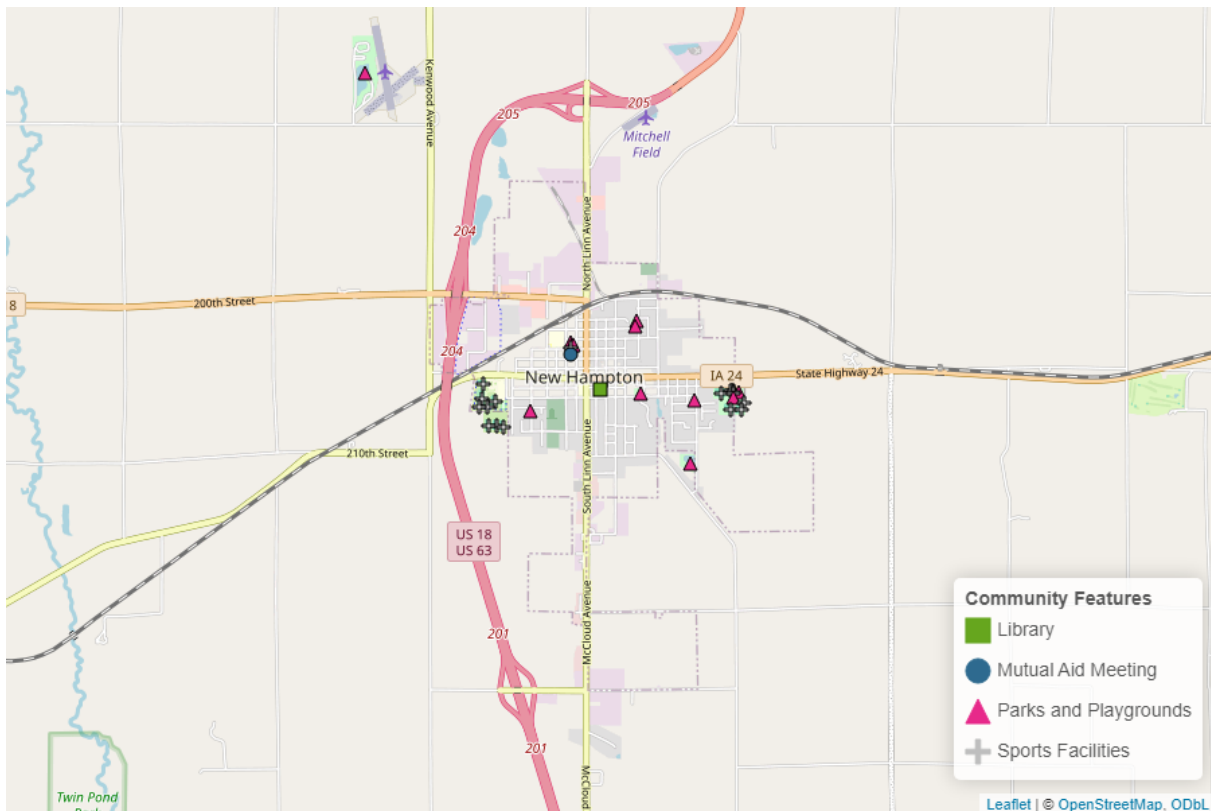 Kenwood Avenue
205
205
Mitchell
Field
204
North Linn Avenue
8
200th Street
204
New Hampton
IA 24
State Highway 24
210th Street
South Linn Avenue
US 18
US 63
McCloud Avenue
201
201
McCloud
Twin Pond
Community Features
Library
Mutual Aid Meeting
Parks and Playgrounds
Sports Facilities
Leaflet | © OpenStreetMap, ODbL